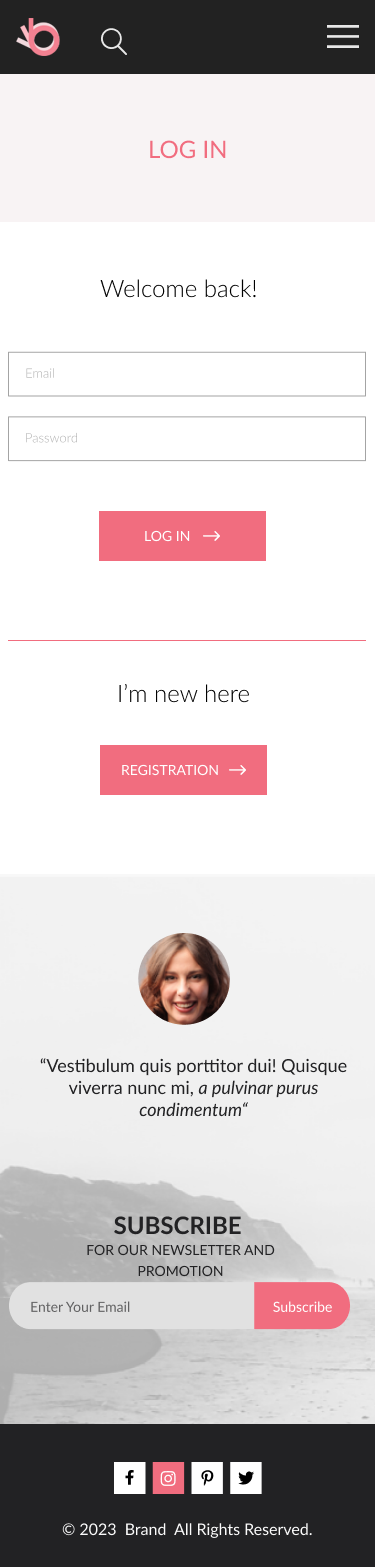 LOG IN
Welcome back!
Email
Password
LOG IN
I’m new here
REGISTRATION
“Vestibulum quis porttitor dui! Quisque
viverra nunc mi, a pulvinar purus
condimentum“
SUBSCRIBE
FOR OUR NEWSLETTER AND
PROMOTION
Enter Your Email
Subscribe
© 2023  Brand  All Rights Reserved.